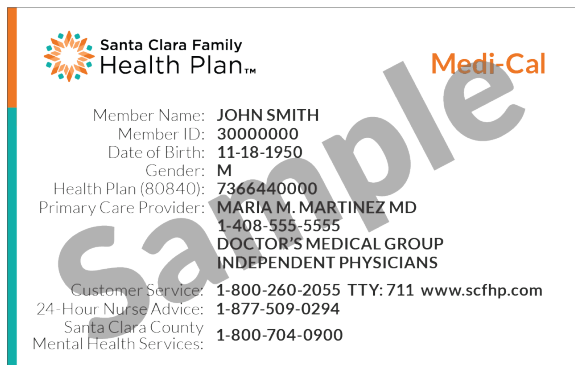 Santa Clara Family
Health Plan™
Medi-Cal
Member Name: JOHN SMITH
Member ID: 30000000
Date of Birth: 11-18-1950
Gender: M
Health Plan (80840): 7366440000
Primary Care Provider: MARIA M. MARTINEZ MD
1-408-555-5555
DOCTOR'S MEDICAL GROUP
INDEPENDENT PHYSICIANS
Customer Service: 1-800-260-2055 TTY: 711 www.scfhp.com
24-Hour Nurse Advice: 1-877-509-0294
Santa Clara County
Mental Health Services: 1-800-704-0900
Sample